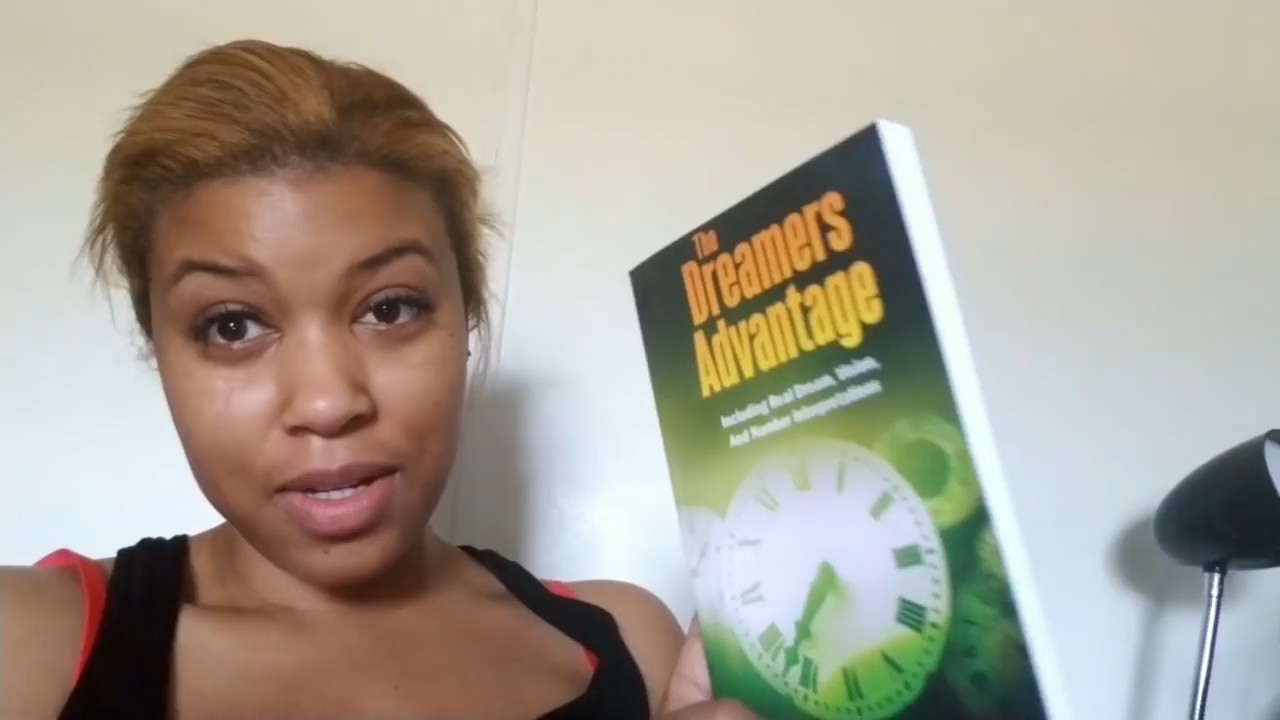 The
Dreamers
Advantage
Including Real Dream, Vision,
And Number Interpretations